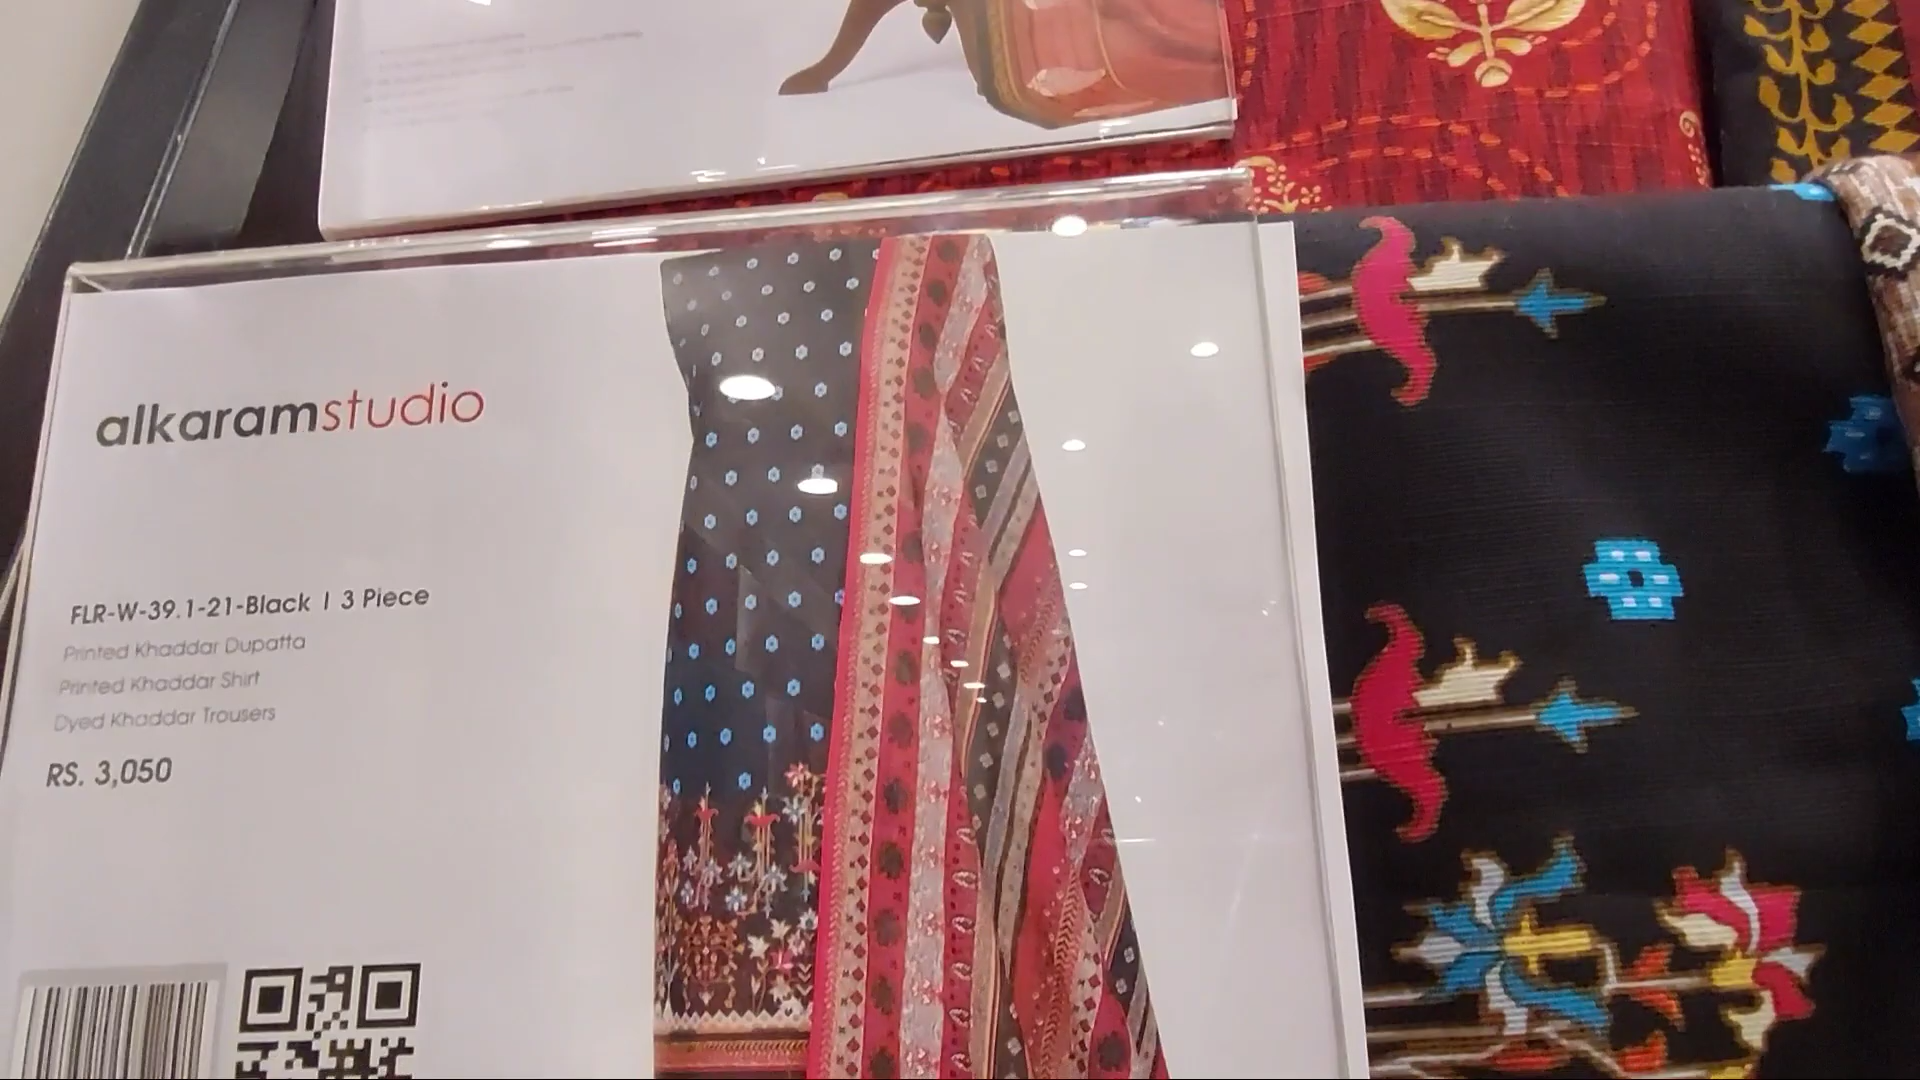 alkaramstudio
FLR-W-39.1-21-Black | 3 Piece
Printed Khaddar Dupatta
Printed Khaddar Shirt
Dyed Khaddar Trousers
RS. 3,050